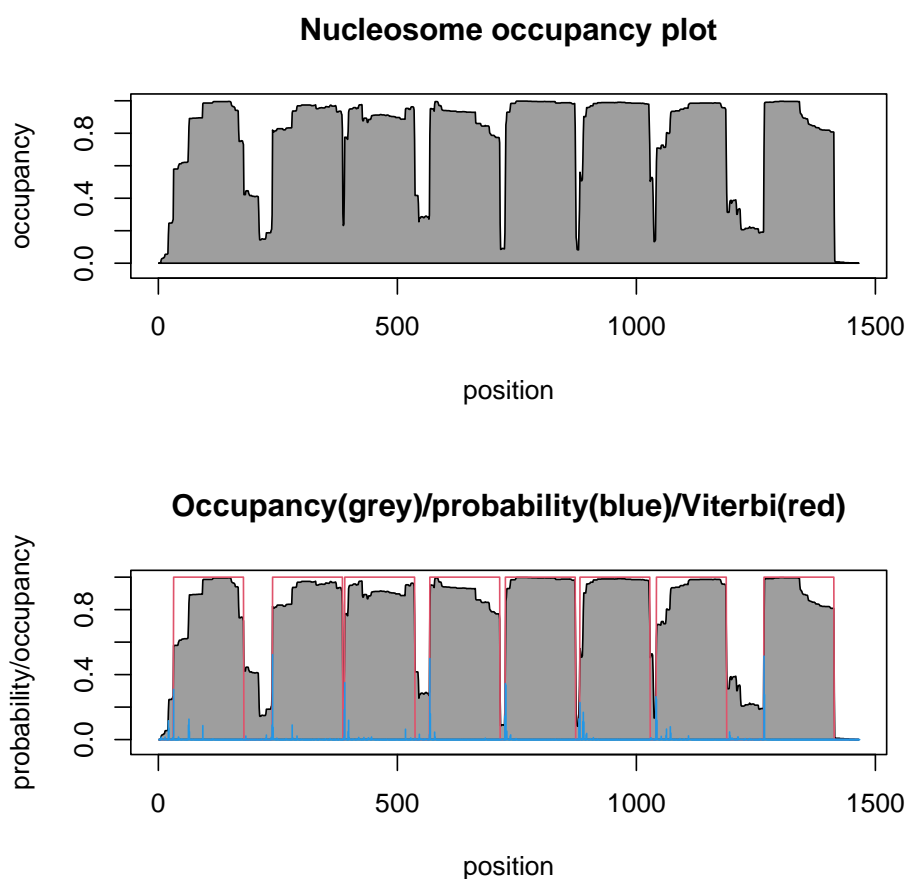 Nucleosome occupancy plot
occupancy
0.0 0.4 0.8
0 500 1000 1500
position
Occupancy(grey)/probability(blue)/Viterbi(red)
probability/occupancy
0.0 0.4 0.8
0 500 1000 1500
position